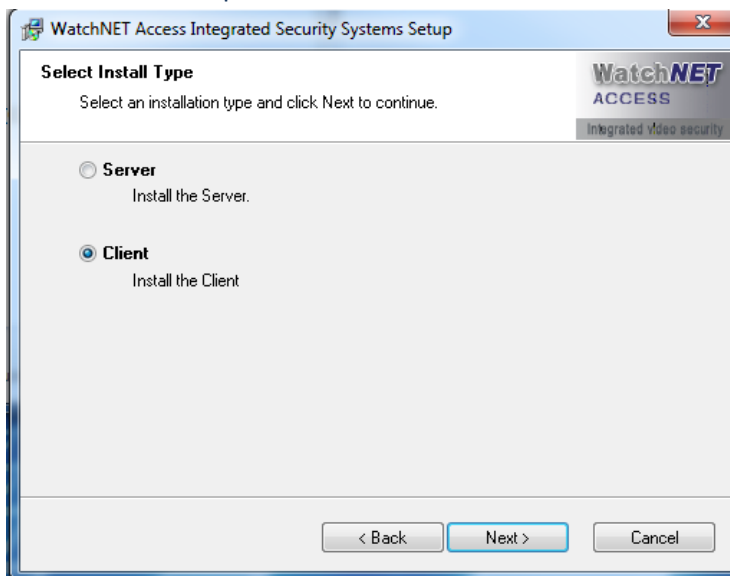 WatchNET Access Integrated Security Systems Setup
x
Select Install Type
Select an installation type and click Next to continue.
WatchNET
ACCESS
Integrated video security
Server
Install the Server.
Client
Install the Client
< Back
Next >
Cancel